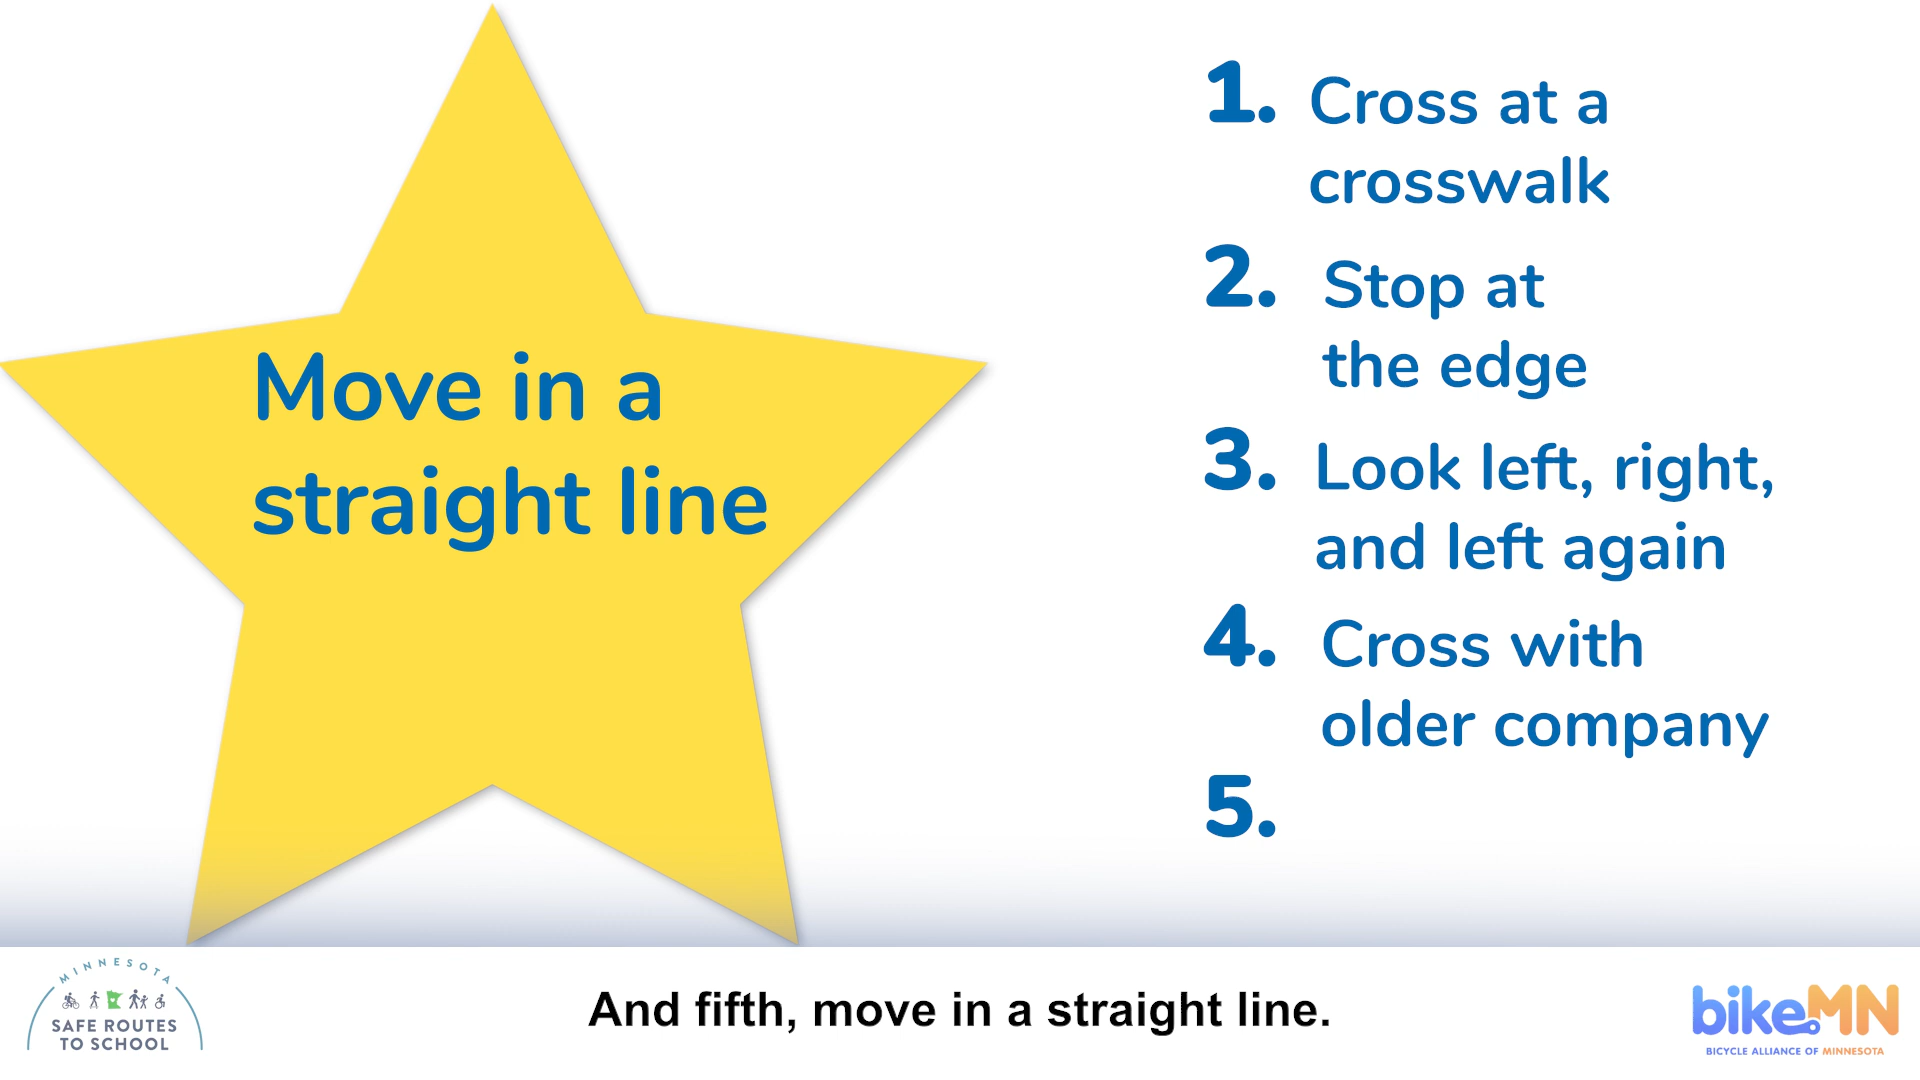 Move in a
straight line
1. Cross at a
crosswalk
2. Stop at
the edge
3. Look left, right,
and left again
4. Cross with
older company
5.
MINNESOTA
SAFE ROUTES
TO SCHOOL
And fifth, move in a straight line.
bikeMN
BICYCLE ALLIANCE OF MINNESOTA